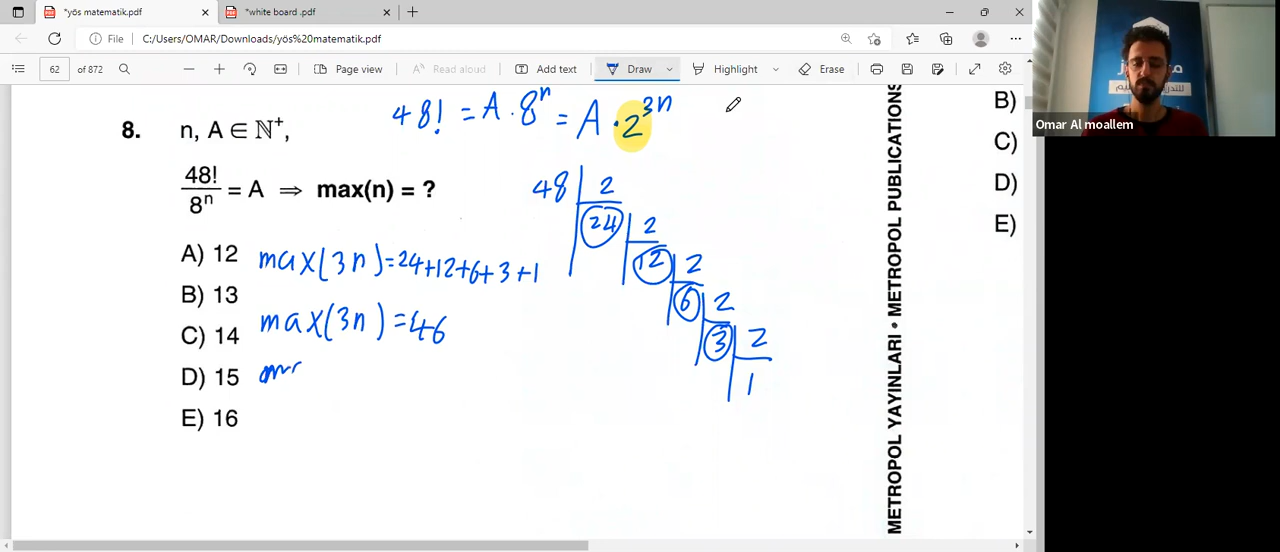 *yös matematik.pdf
*white board .pdf
File C:/Users/OMAR/Downloads/yös%20matematik.pdf
62 of 872
Page view
Read aloud
Add text
Draw
Highlight
Erase
48! = A · 8ⁿ = A · 2³ⁿ
8. n, A ∈ N⁺,
48!/8ⁿ = A ⇒ max(n) = ?
A) 12
B) 13
C) 14
D) 15
E) 16
max(3n) = 24+12+6+3+1
max(3n) = 46
48 2
24 2
12 2
6 2
3 2
1
METROPOL YAYINLARI • METROPOL PUBLICATIONS
B)
C)
D)
E)
Omar Al moallem